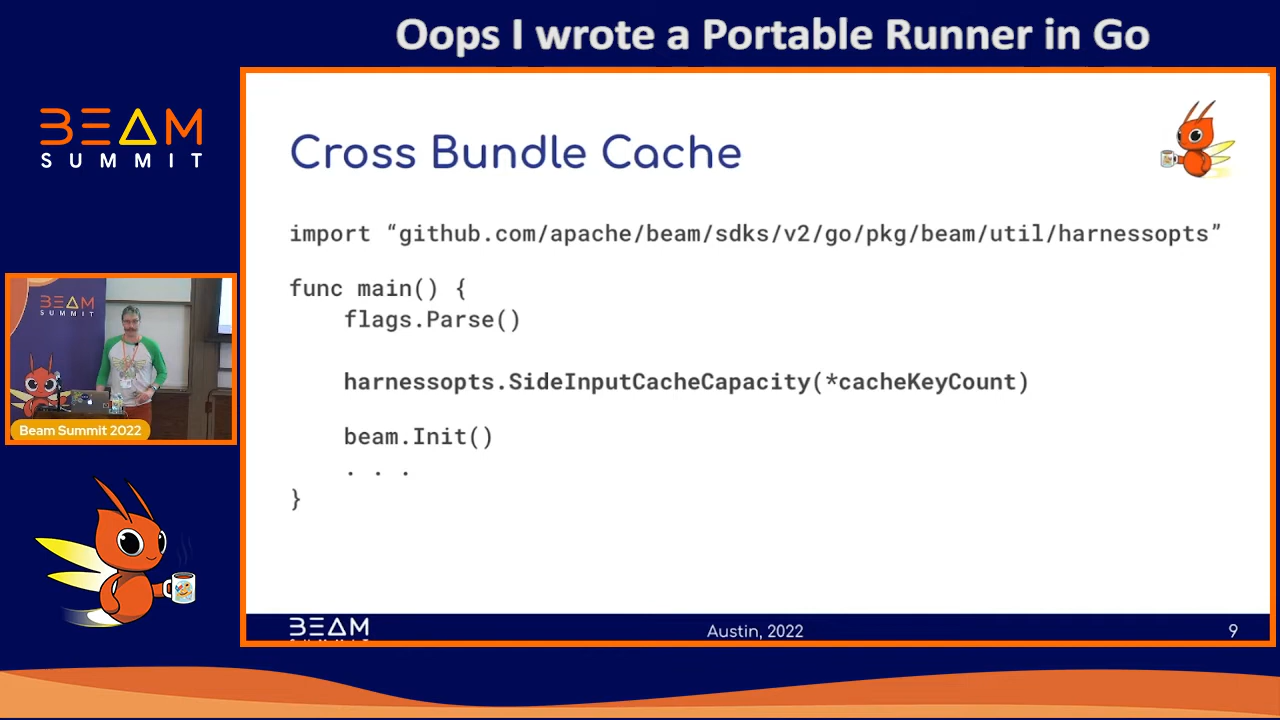 Oops I wrote a Portable Runner in Go
BEAM
SUMMIT
Cross Bundle Cache
import “github.com/apache/beam/sdks/v2/go/pkg/beam/util/harnessopts”
func main() {
flags.Parse()
harnessopts.SideInputCacheCapacity(*cacheKeyCount)
beam.Init()
. . .
}
BEAM
SUMMIT
Beam Summit 2022
BEAM
Austin, 2022
9